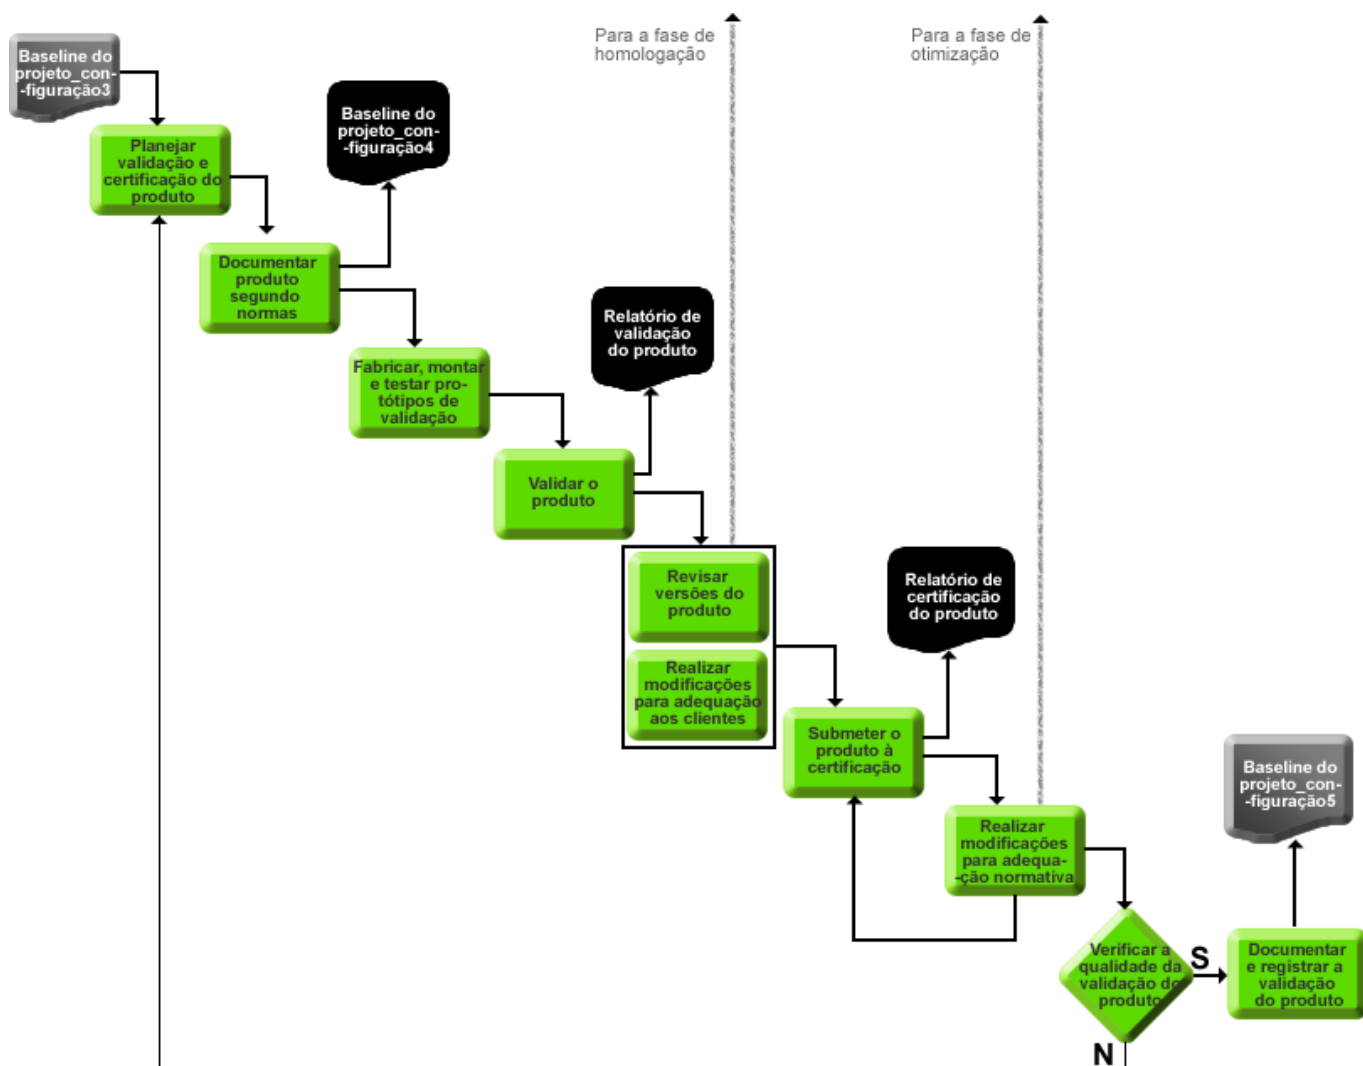 Para a fase de
homologação
Para a fase de
otimização
Baseline do
projeto_con-
-figuração3
Baseline do
projeto_con-
-figuração4
Planejar
validação e
certificação do
produto
Documentar
produto
segundo
normas
Relatório de
validação
do produto
Fabricar, montar
e testar pro-
tótipos de
validação
Validar o
produto
Revisar
versões do
produto
Relatório de
certificação
do produto
Realizar
modificações
para adequação
aos clientes
Submeter o
produto à
certificação
Baseline do
projeto_con-
-figuração5
Realizar
modificações
para adequa-
-ção normativa
Verificar a
qualidade da
validação do
produto
S
Documentar
e registrar a
validação
do produto
N